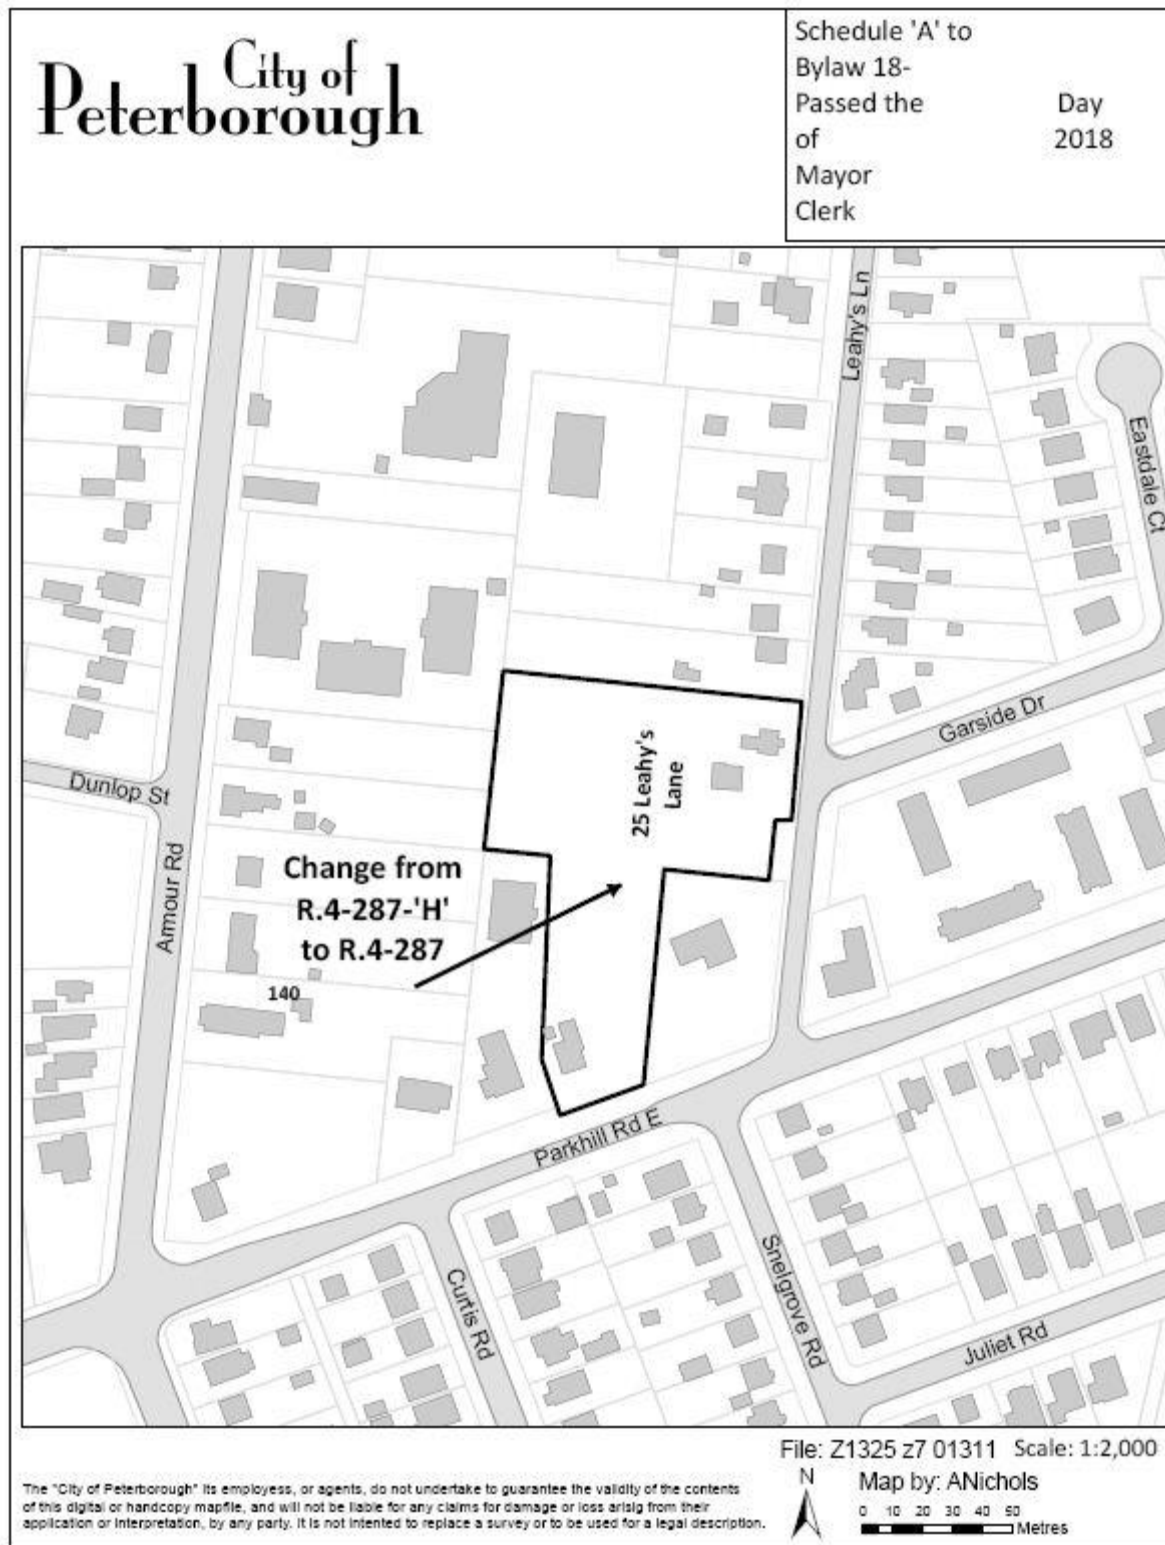 City of
Peterborough
Schedule 'A' to
Bylaw 18-
Passed the Day
of 2018
Mayor
Clerk
Leahy's Ln
Eastdale Ct
Garside Dr
25 Leahy's
Lane
Dunlop St
Armour Rd
Change from
R.4-287-'H'
to R.4-287
140
Parkhill Rd E
Curtis Rd
Snelgrove Rd
Juliet Rd
File: Z1325 z7 01311 Scale: 1:2,000
The "City of Peterborough" its employess, or agents, do not undertake to guarantee the validity of the contents
of this digital or handcopy mapfile, and will not be liable for any claims for damage or loss arisig from their
application or interpretation, by any party. It is not intented to replace a survey or to be used for a legal description.
N
Map by: ANichols
0 10 20 30 40 50
Metres